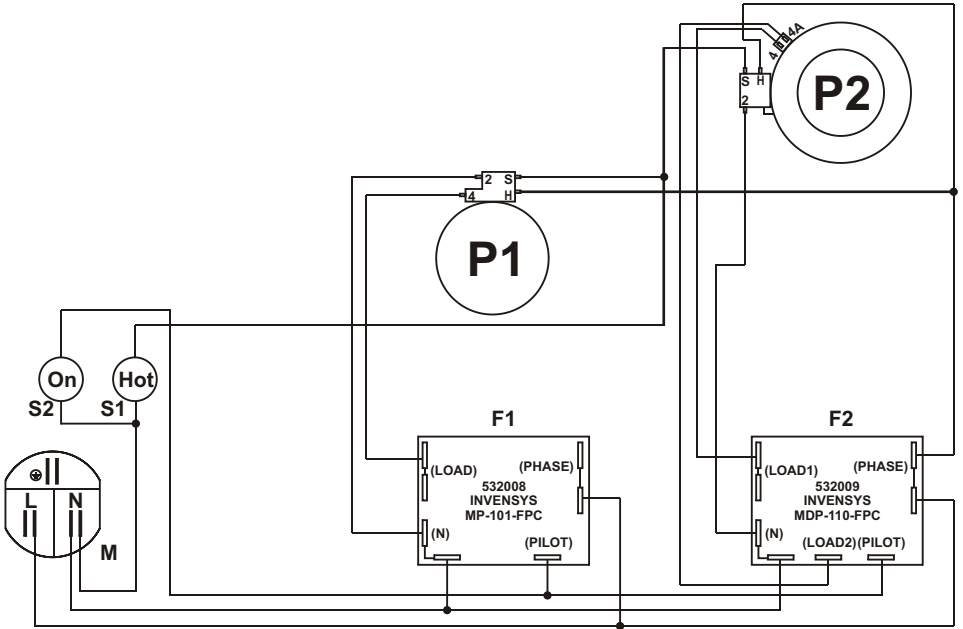 4 4A
S H
2
P2
2 S
4 H
P1
On Hot
S2 S1
F1 F2
(LOAD) (PHASE)
532008
INVENSYS
MP-101-FPC
(N)
(PILOT)
(LOAD1) (PHASE)
532009
INVENSYS
MDP-110-FPC
(N)
(LOAD2) (PILOT)
L N
M